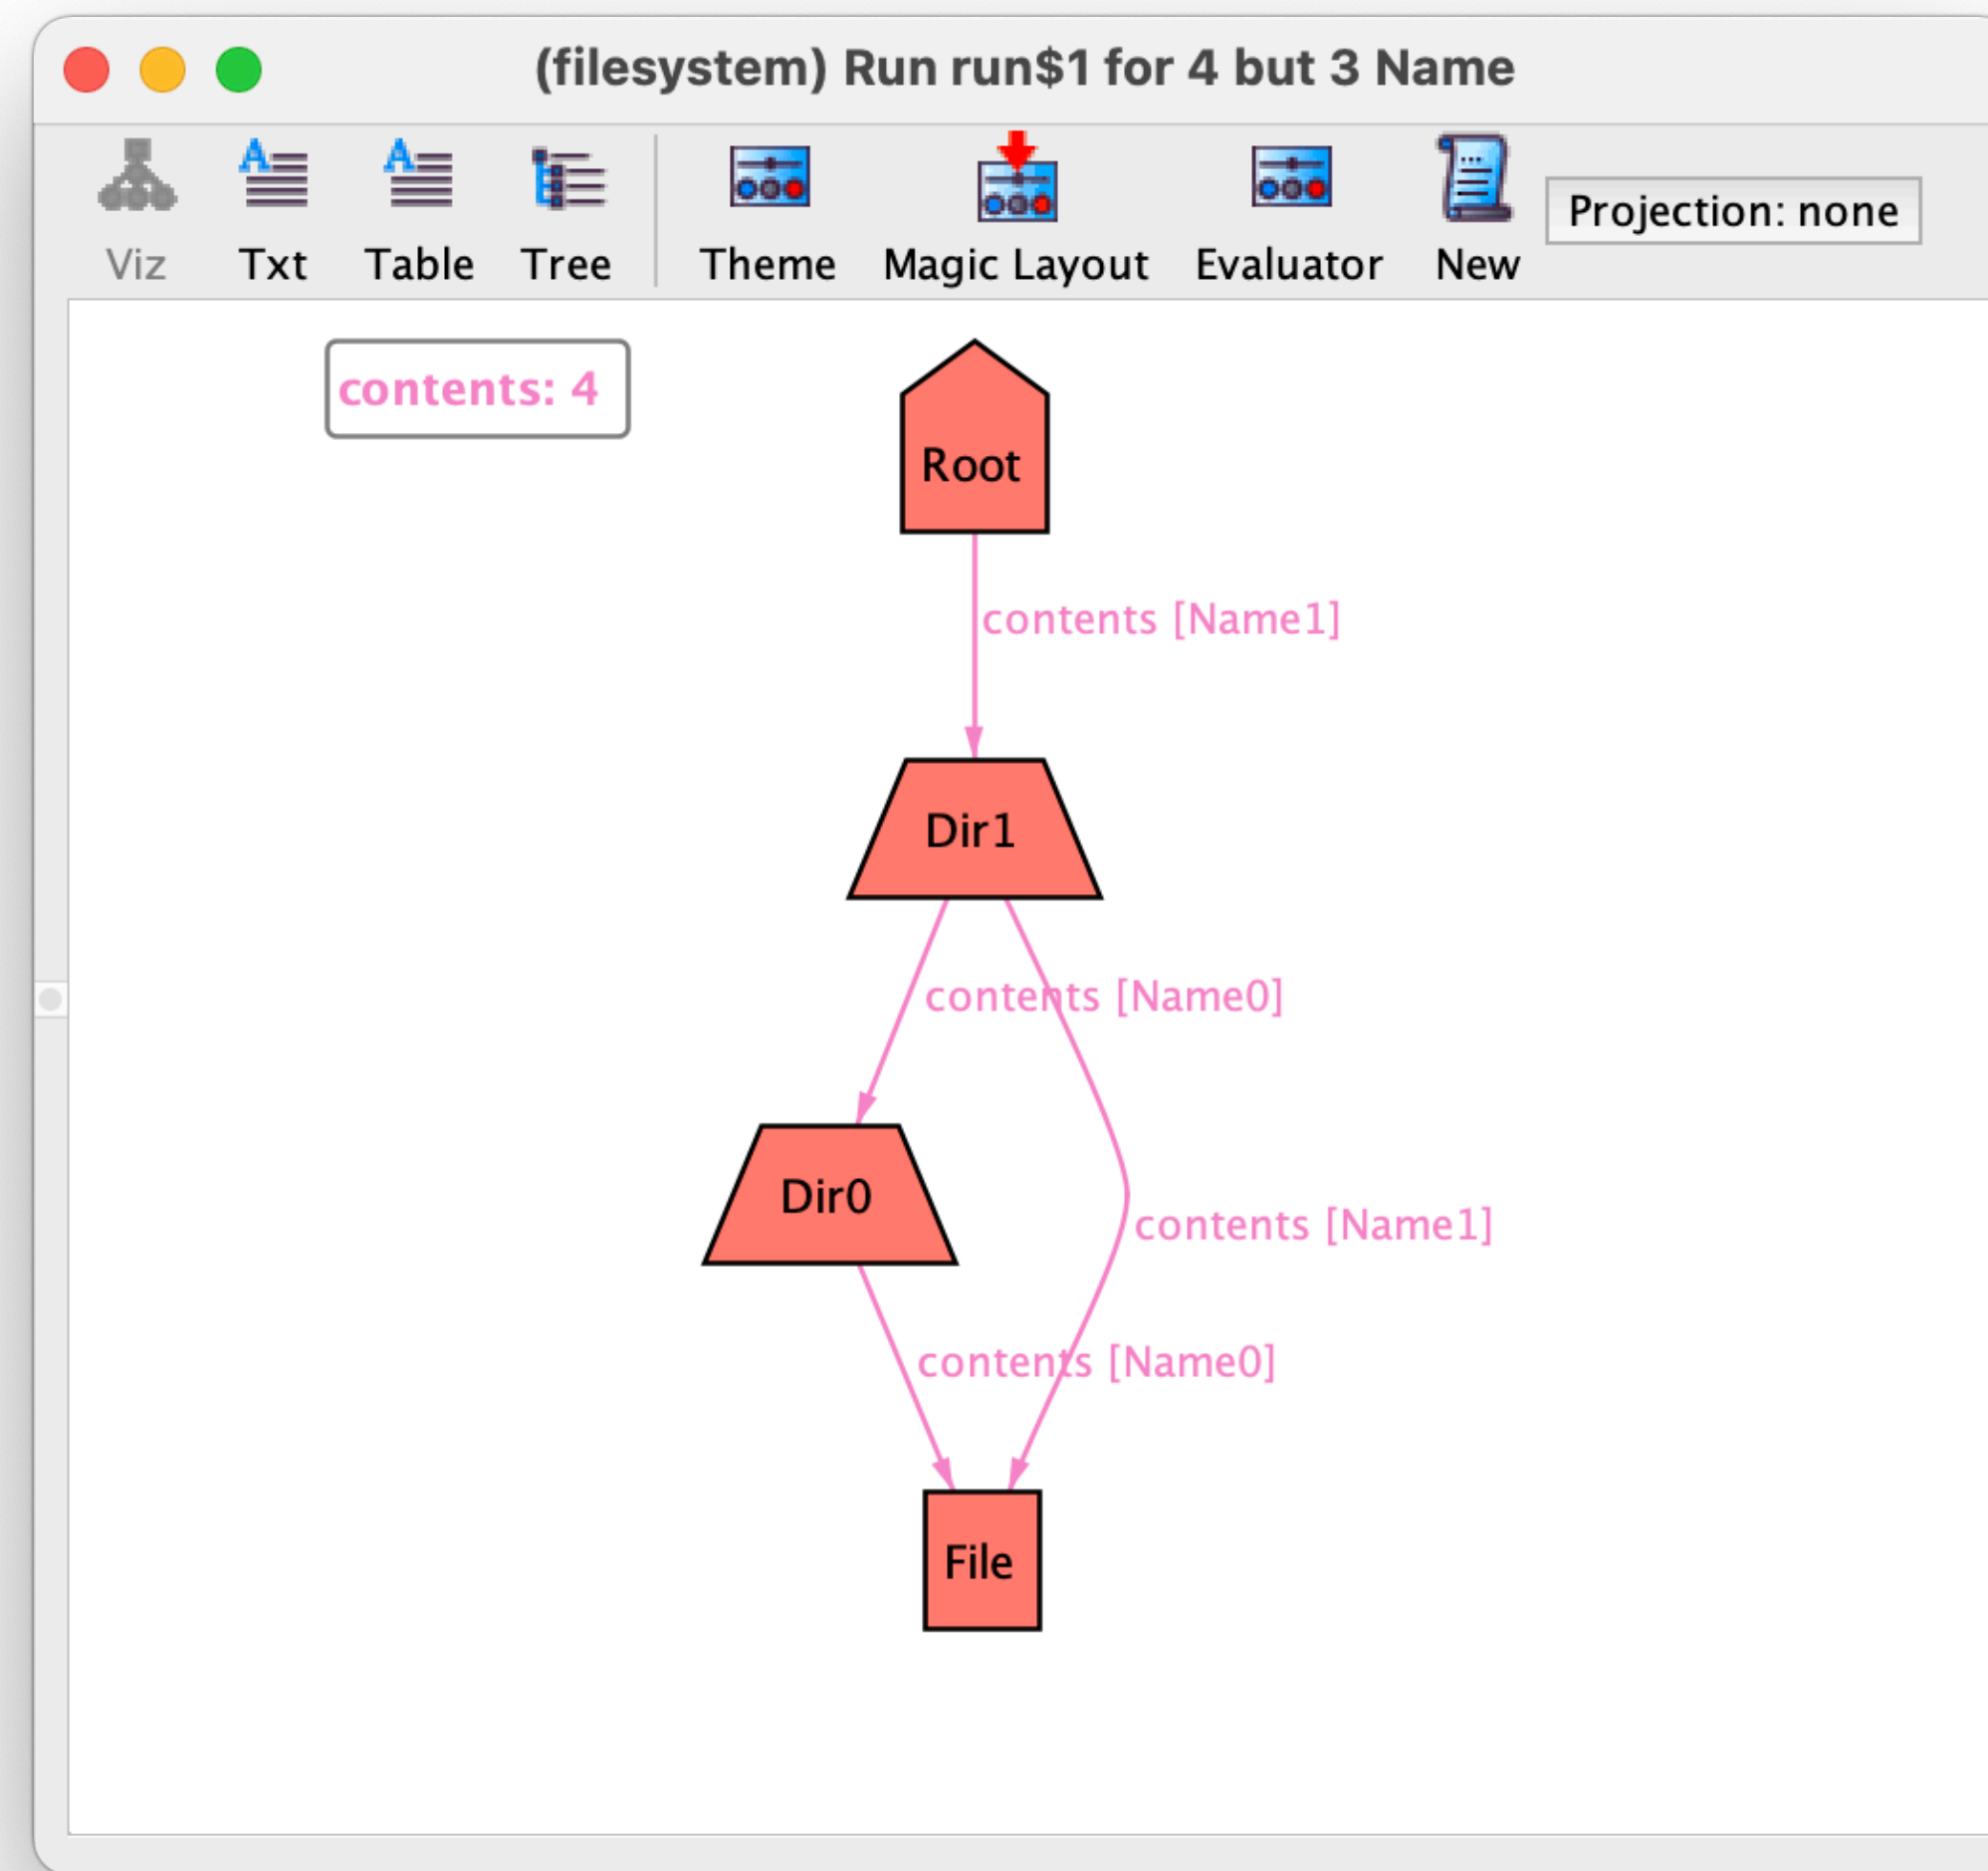 (filesystem) Run run$1 for 4 but 3 Name
Viz Txt Table Tree Theme Magic Layout Evaluator New Projection: none
contents: 4
Root
contents [Name1]
Dir1
contents [Name0]
Dir0
contents [Name1]
contents [Name0]
File